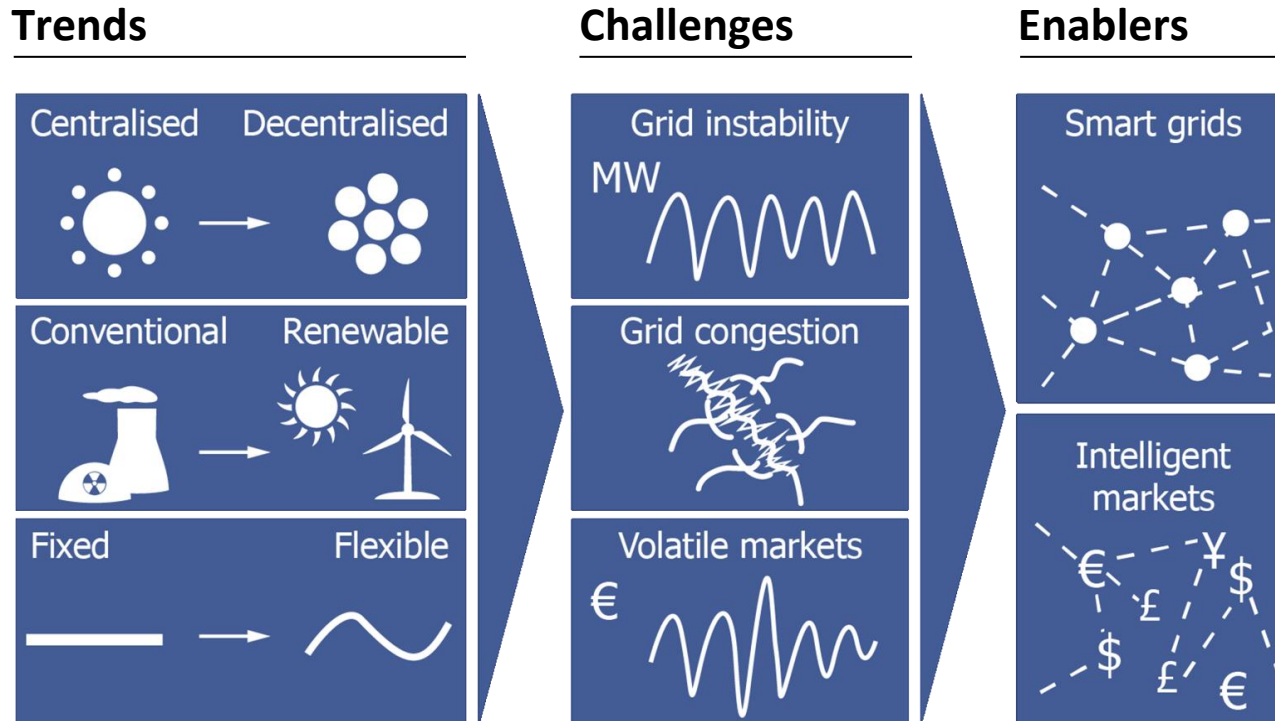 Trends
Centralised Decentralised
Conventional Renewable
Fixed Flexible
Challenges
Grid instability
MW
Grid congestion
Volatile markets
€
Enablers
Smart grids
Intelligent
markets
€ ¥ $
£
$ £ €